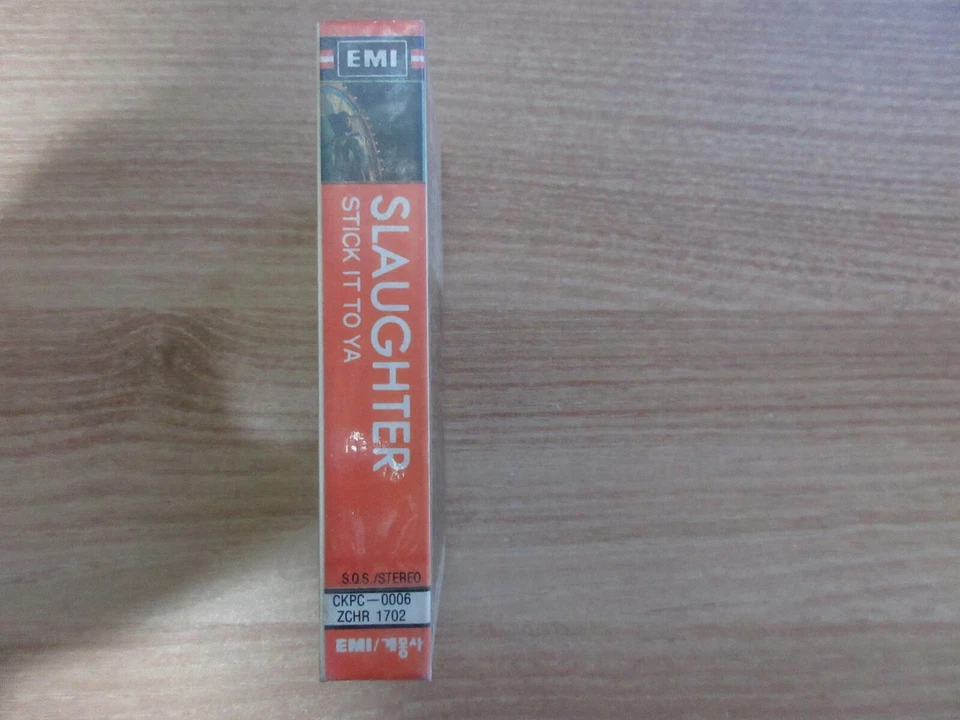 EMI
SLAUGHTER
STICK IT TO YA
S.Q.S./STEREO
CKPC-0006
ZCHR 1702
EMI/계몽사